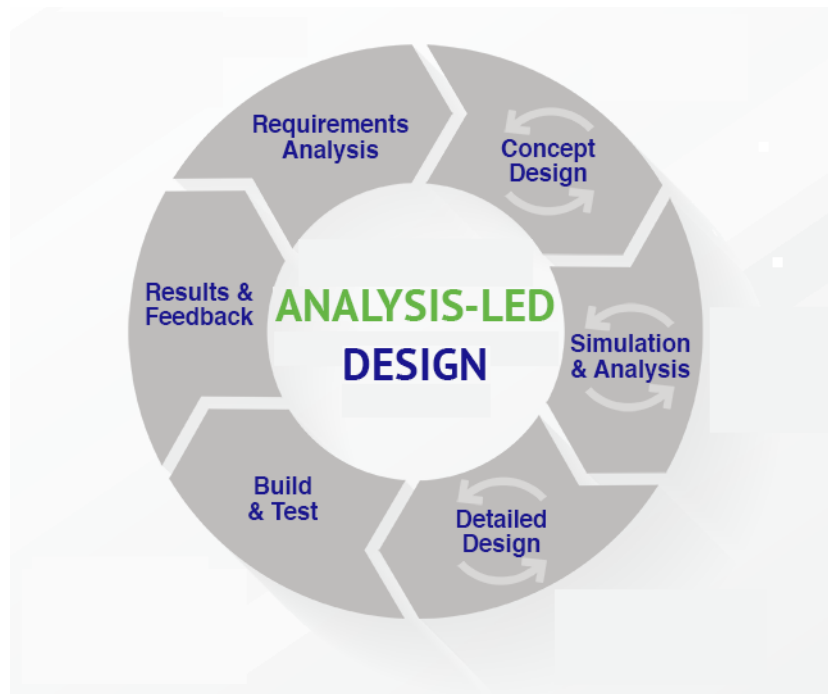 Requirements
Analysis
Concept
Design
Simulation
& Analysis
Detailed
Design
Build
& Test
Results &
Feedback
ANALYSIS-LED
DESIGN